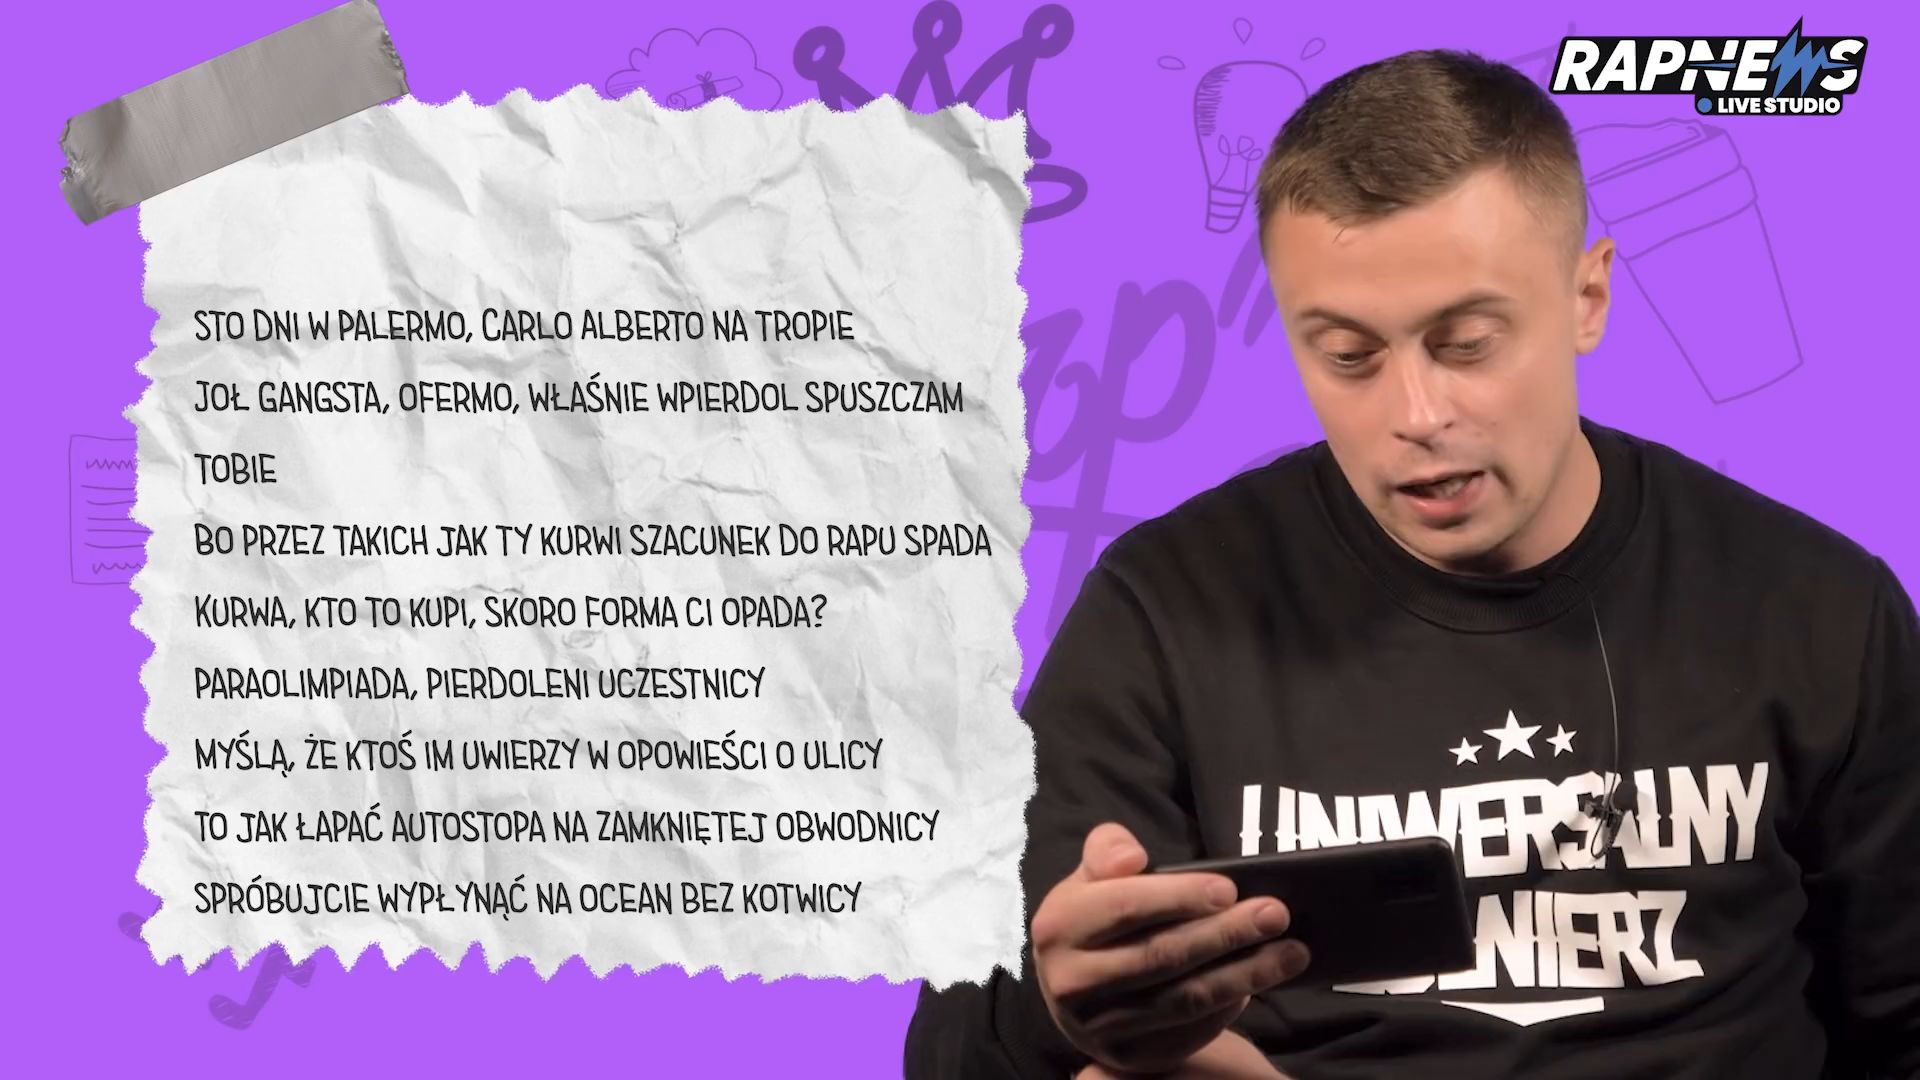 RAPNEWS
LIVE STUDIO
STO DNI W PALERMO, CARLO ALBERTO NA TROPIE
JOŁ GANGSTA, OFERMO, WŁAŚNIE WPIERDOL SPUSZCZAM
TOBIE
BO PRZEZ TAKICH JAK TY KURWI SZACUNEK DO RAPU SPADA
KURWA, KTO TO KUPI, SKORO FORMA CI OPADA?
PARAOLIMPIADA, PIERDOLENI UCZESTNICY
MYŚLĄ, ŻE KTOŚ IM UWIERZY W OPOWIEŚCI O ULICY
TO JAK ŁAPAĆ AUTOSTOPA NA ZAMKNIĘTEJ OBWODNICY
SPRÓBUJCIE WYPŁYNĄĆ NA OCEAN BEZ KOTWICY
UNIWERSALNY